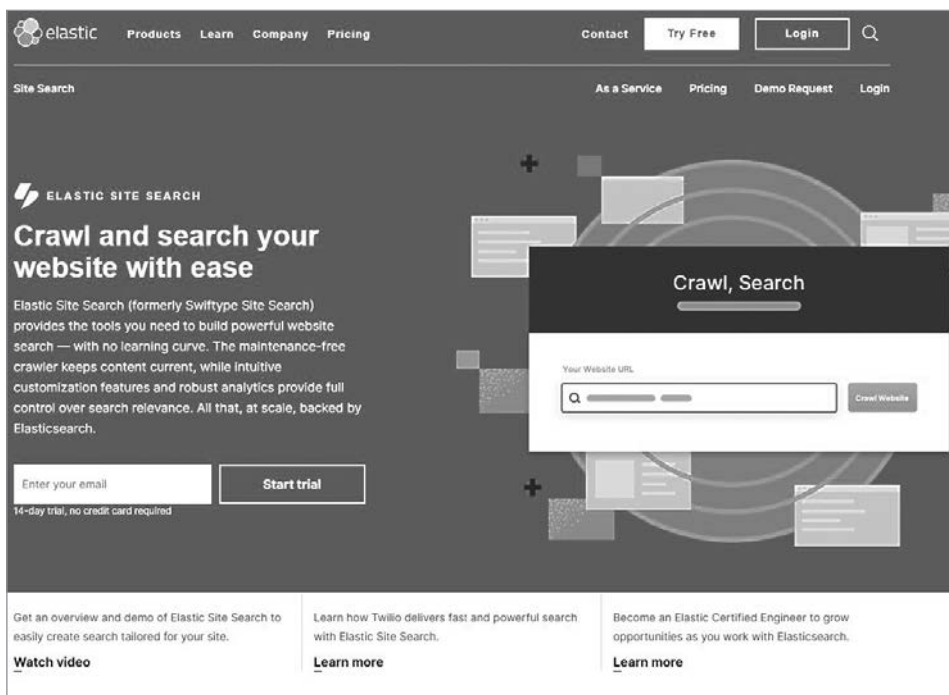 elastic Products Learn Company Pricing Contact Try Free Login
Site Search As a Service Pricing Demo Request Login
ELASTIC SITE SEARCH
Crawl and search your
website with ease
Elastic Site Search (formerly Swiftype Site Search)
provides the tools you need to build powerful website
search — with no learning curve. The maintenance-free
crawler keeps content current, while intuitive
customization features and robust analytics provide full
control over search relevance. All that, at scale, backed by
Elasticsearch.
Enter your email Start trial
14-day trial, no credit card required
Crawl, Search
Your Website URL
Crawl Website
Get an overview and demo of Elastic Site Search to
easily create search tailored for your site.
Watch video
Learn how Twilio delivers fast and powerful search
with Elastic Site Search.
Learn more
Become an Elastic Certified Engineer to grow
opportunities as you work with Elasticsearch.
Learn more